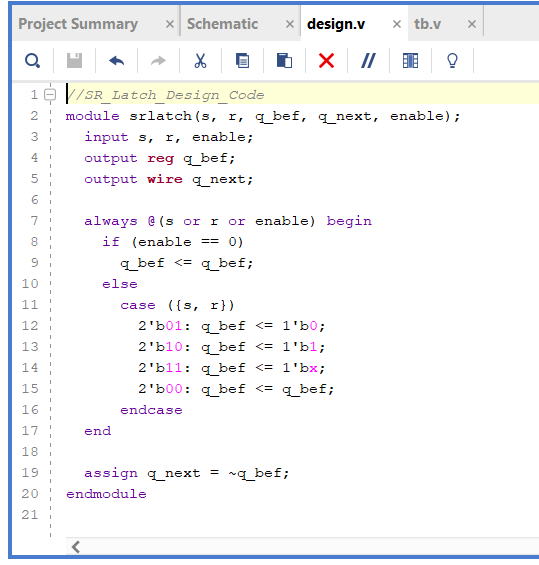 Project Summary × Schematic × design.v × tb.v ×
1 //SR_Latch_Design_Code
2 module srlatch(s, r, q_bef, q_next, enable);
3 input s, r, enable;
4 output reg q_bef;
5 output wire q_next;
6
7 always @(s or r or enable) begin
8 if (enable == 0)
9 q_bef <= q_bef;
10 else
11 case ({s, r})
12 2'b01: q_bef <= 1'b0;
13 2'b10: q_bef <= 1'b1;
14 2'b11: q_bef <= 1'bx;
15 2'b00: q_bef <= q_bef;
16 endcase
17 end
18
19 assign q_next = ~q_bef;
20 endmodule
21